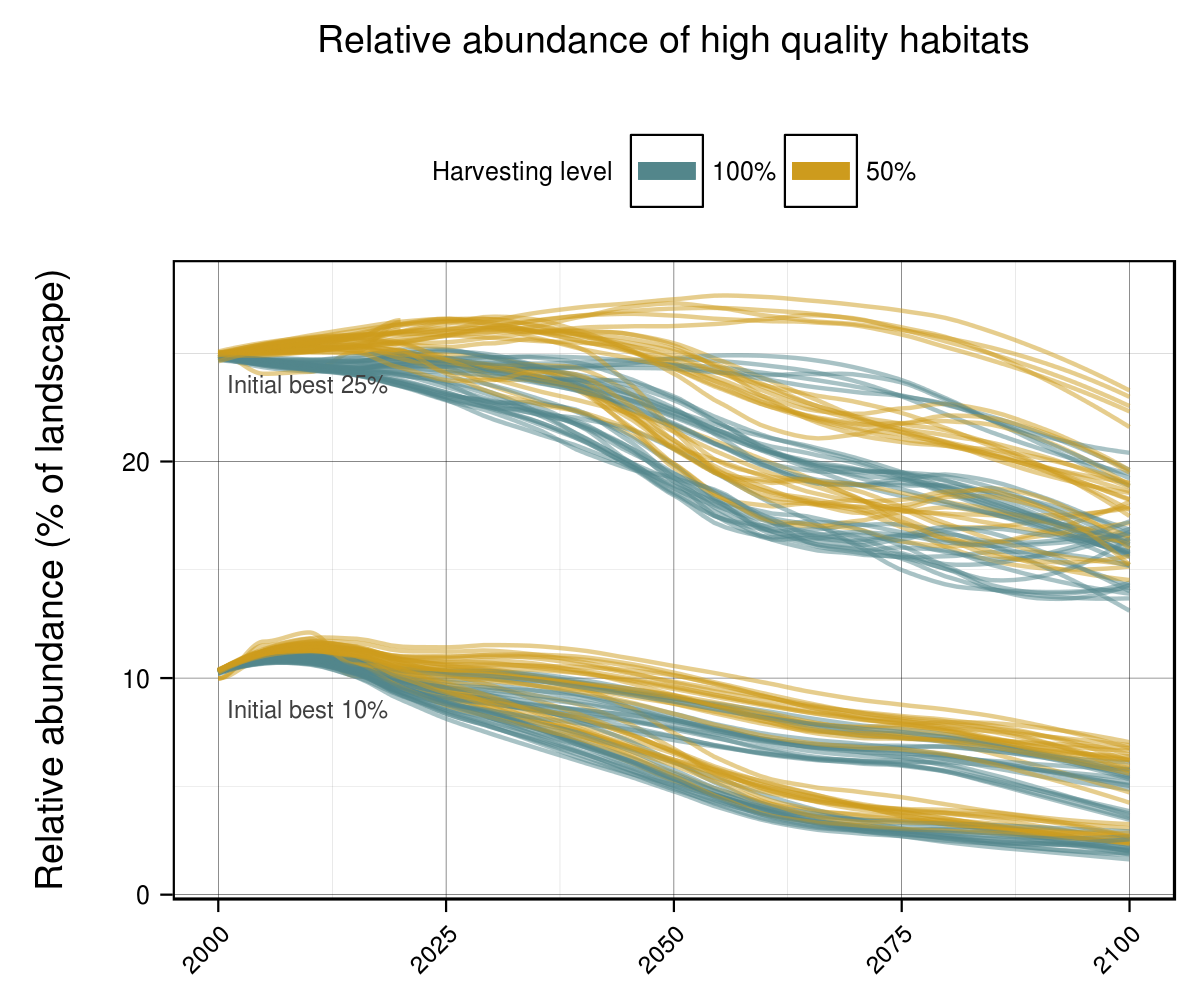 Relative abundance of high quality habitats
Harvesting level 100% 50%
Relative abundance (% of landscape)
Initial best 25%
20
10
Initial best 10%
0
2000 2025 2050 2075 2100